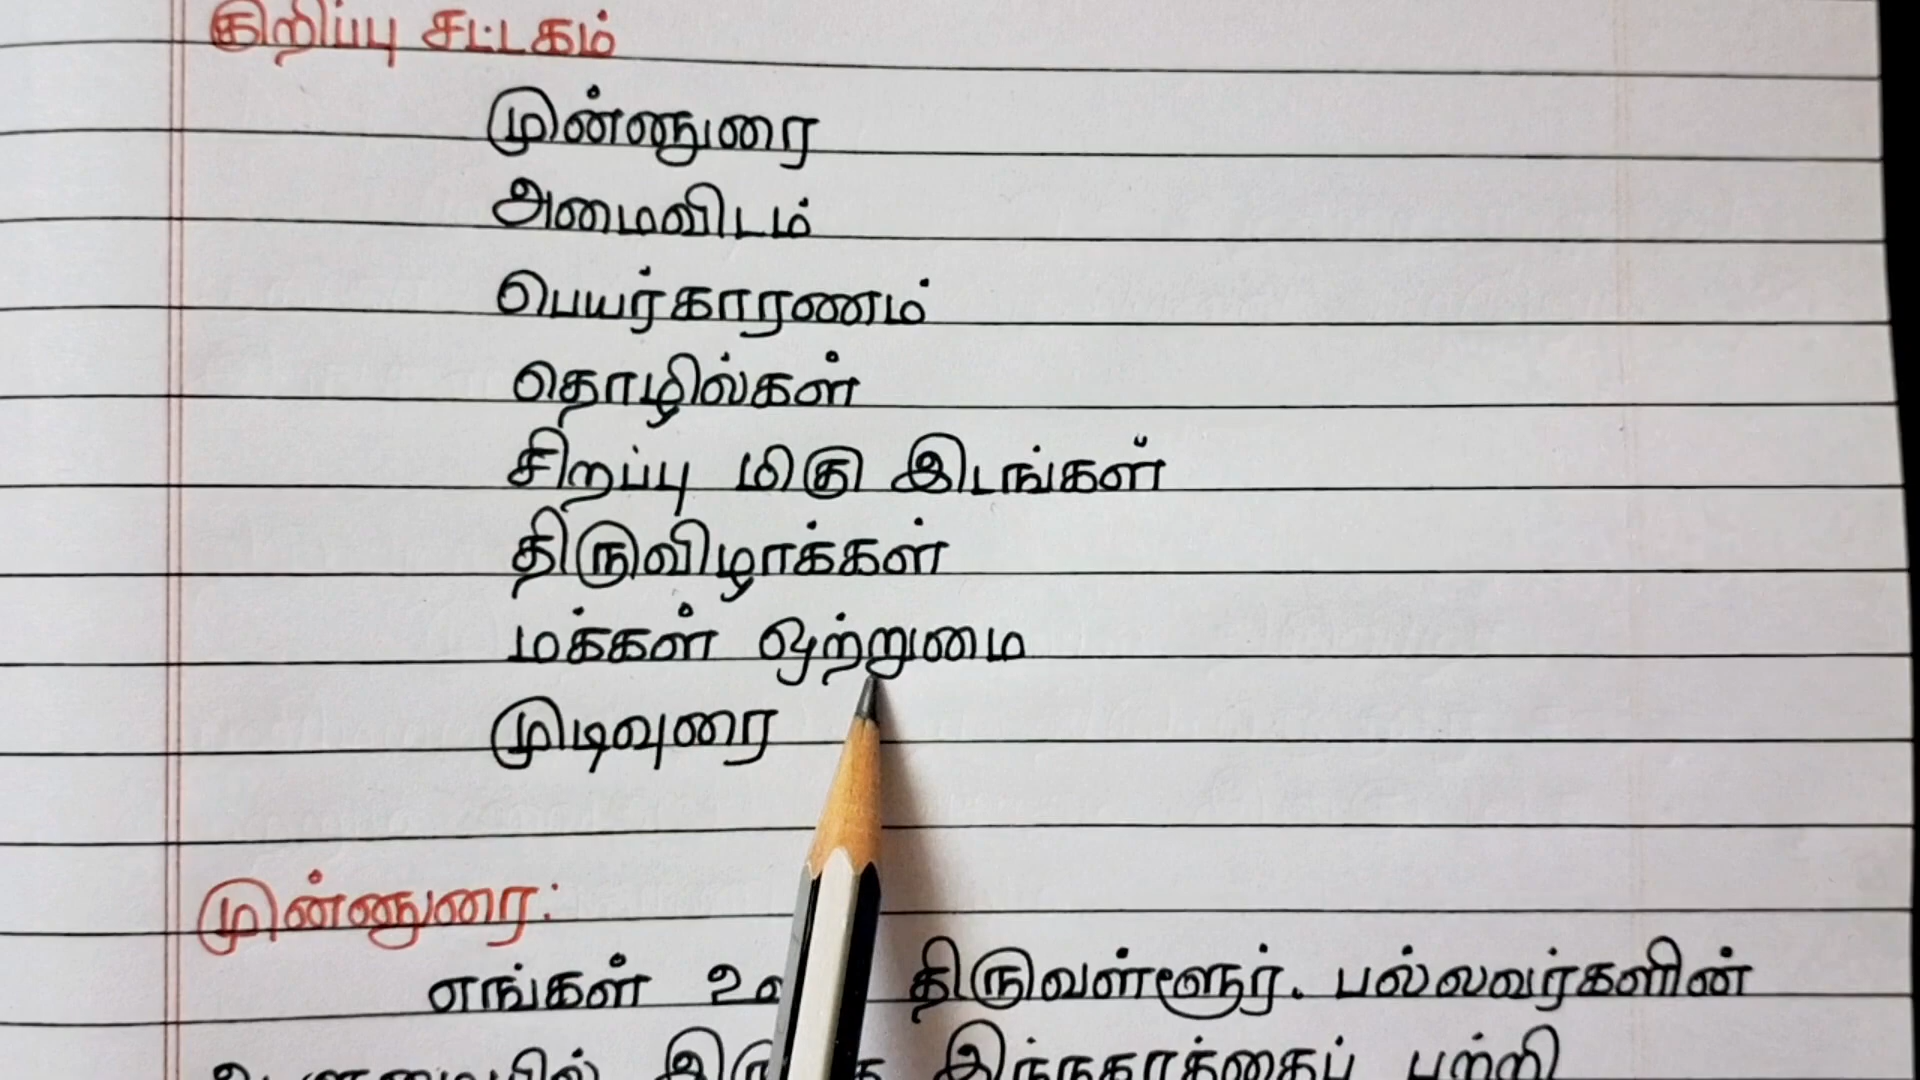 குறிப்பு சட்டகம்
முன்னுரை
அமைவிடம்
பெயர்காரணம்
தொழில்கள்
சிறப்பு மிகு இடங்கள்
திருவிழாக்கள்
மக்கள் ஒற்றுமை
முடிவுரை
முன்னுரை:
எங்கள் திருவள்ளூர். பல்லவர்களின்
இந்நகரத்தைப் பற்றி